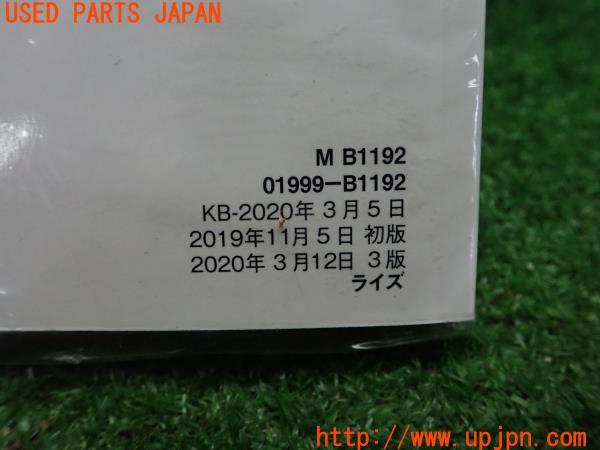 USED PARTS JAPAN
M B1192
01999-B1192
KB-2020年3月5日
2019年11月5日 初版
2020年3月12日 3版
ライズ
http://www.upjpn.com